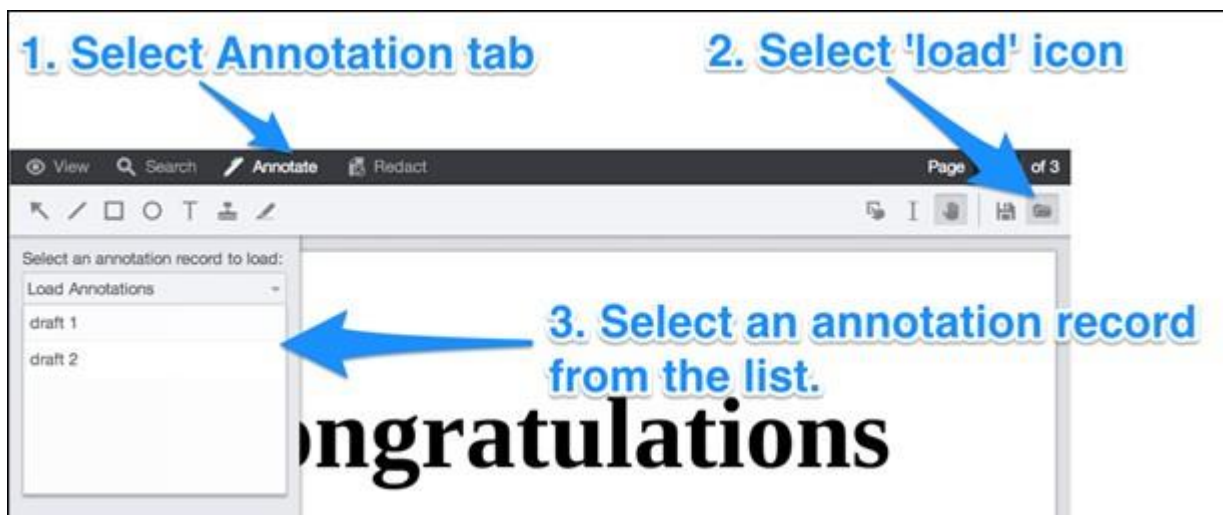 1. Select Annotation tab
2. Select 'load' icon
View Search Annotate Redact Page of 3
T
Select an annotation record to load:
Load Annotations
draft 1
draft 2
3. Select an annotation record
from the list.
ongratulations